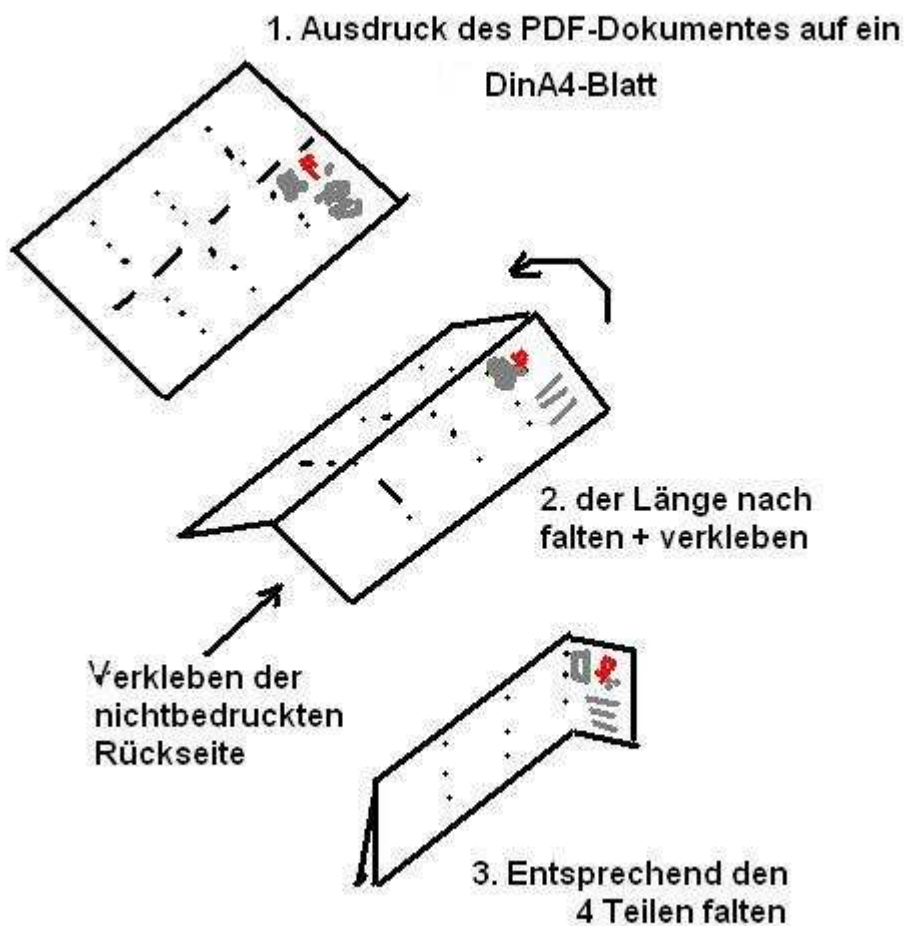 1. Ausdruck des PDF-Dokumentes auf ein
DinA4-Blatt
2. der Länge nach
falten + verkleben
Verkleben der
nichtbedruckten
Rückseite
3. Entsprechend den
4 Teilen falten